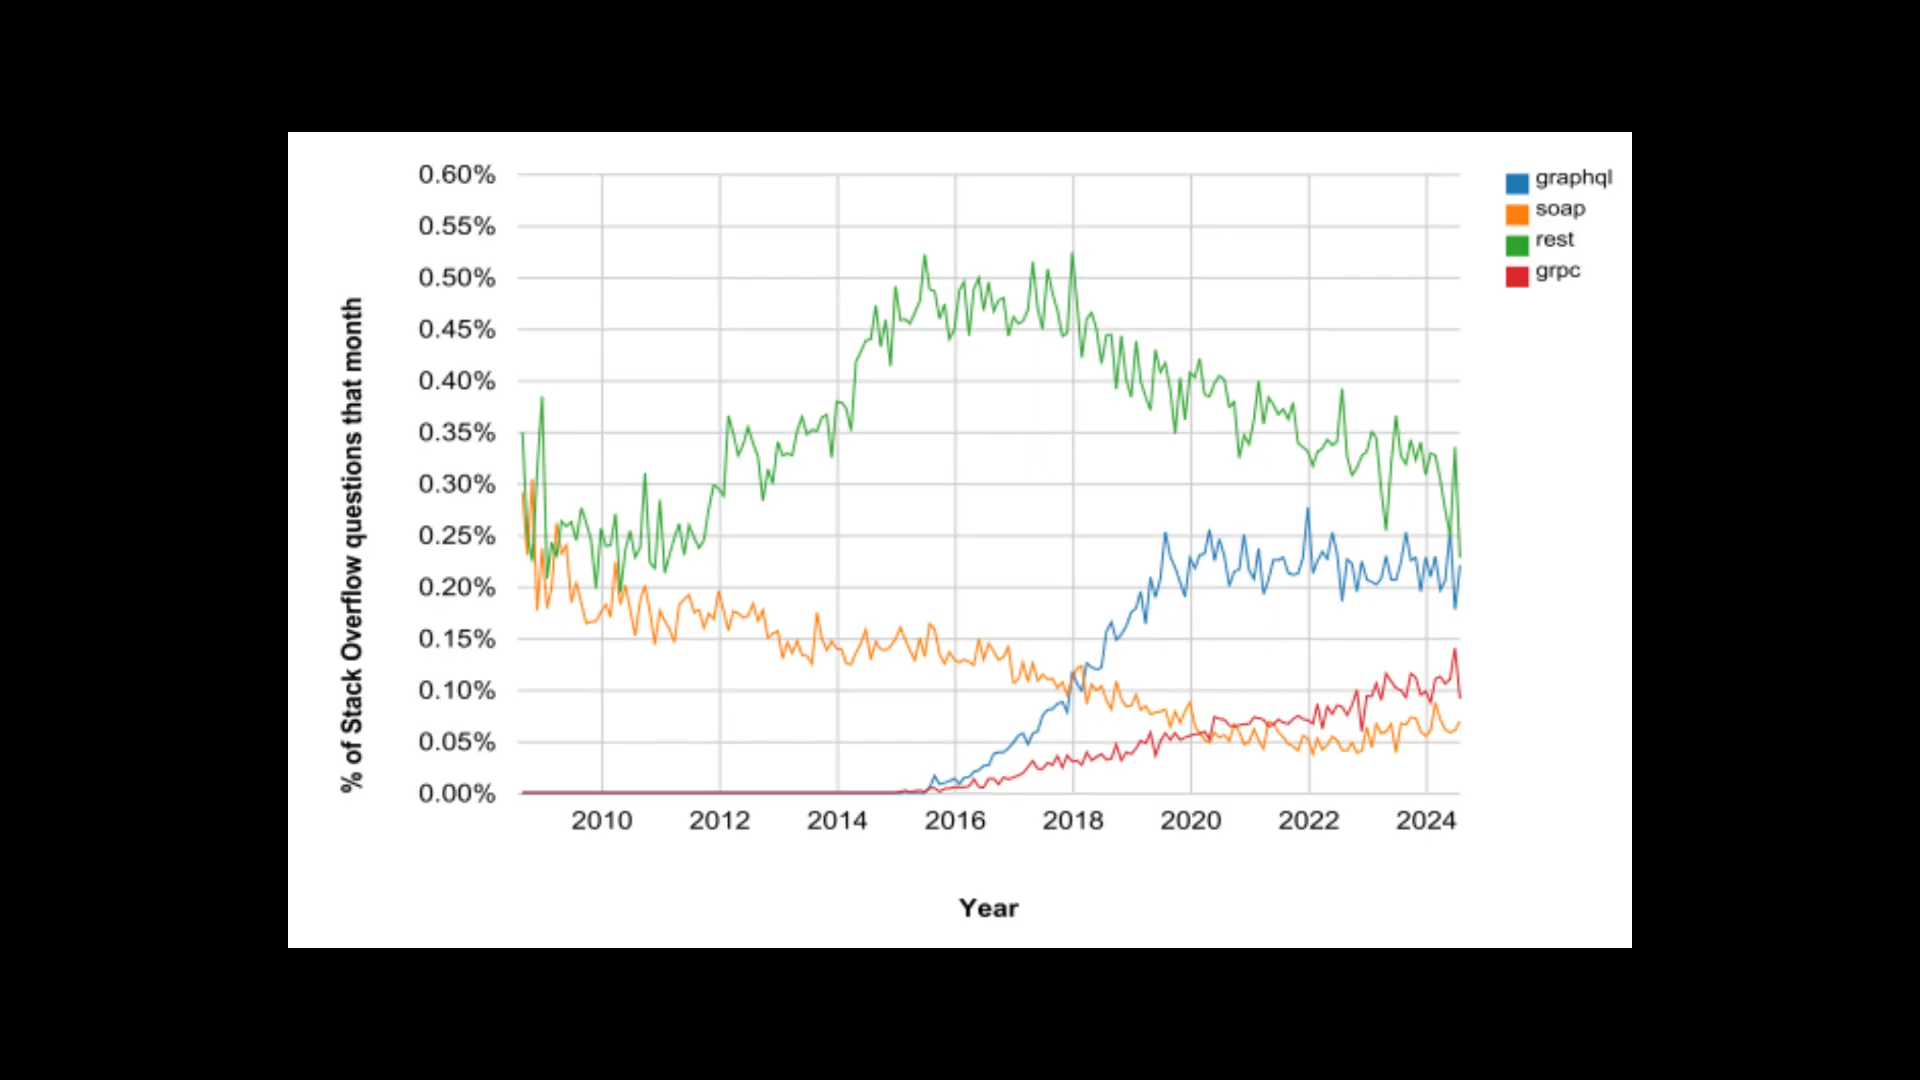 0.60%
0.55%
0.50%
0.45%
0.40%
0.35%
0.30%
0.25%
0.20%
0.15%
0.10%
0.05%
0.00%
% of Stack Overflow questions that month
2010 2012 2014 2016 2018 2020 2022 2024
Year
graphql
soap
rest
grpc